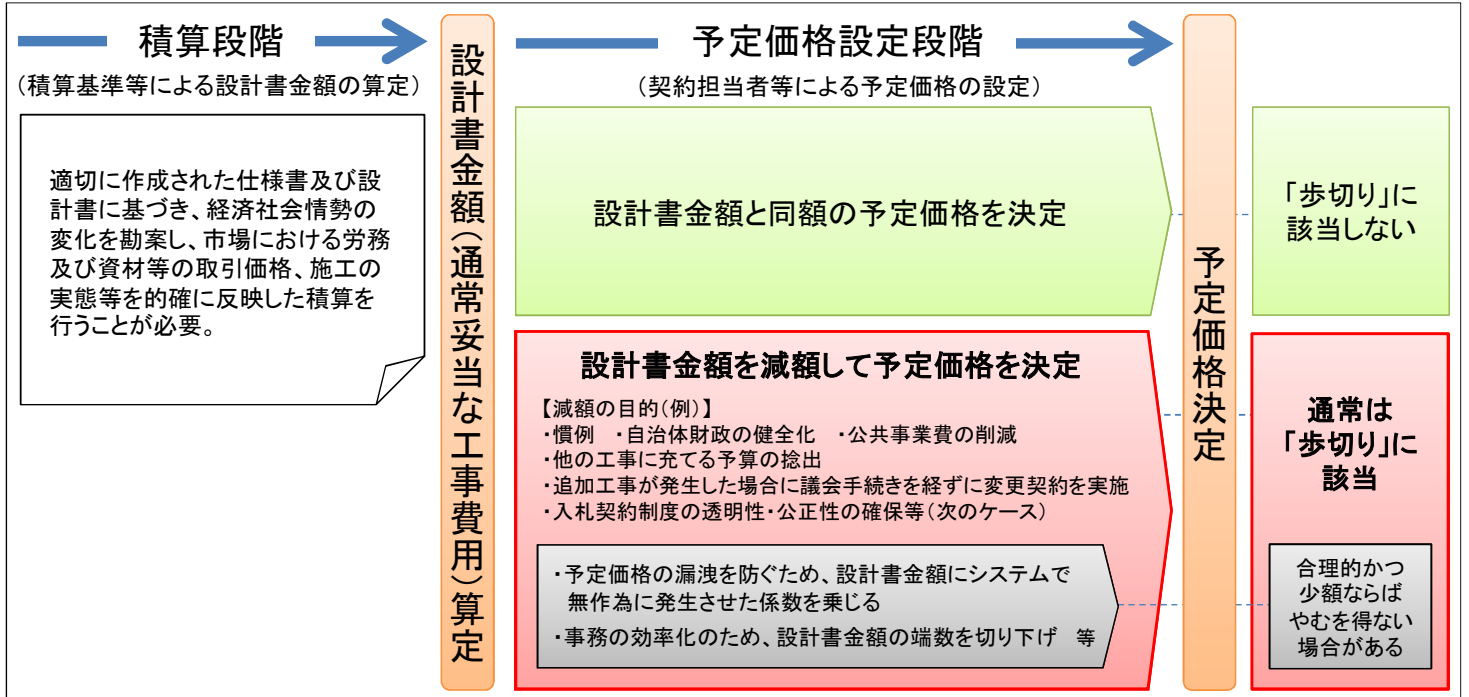 積算段階
(積算基準等による設計書金額の算定)
適切に作成された仕様書及び設
計書に基づき、経済社会情勢の
変化を勘案し、市場における労務
及び資材等の取引価格、施工の
実態等を的確に反映した積算を
行うことが必要。
設計書金額(通常妥当な工事費用)算定
予定価格設定段階
(契約担当者等による予定価格の設定)
設計書金額と同額の予定価格を決定
設計書金額を減額して予定価格を決定
【減額の目的(例)】
・慣例　・自治体財政の健全化　・公共事業費の削減
・他の工事に充てる予算の捻出
・追加工事が発生した場合に議会手続きを経ずに変更契約を実施
・入札契約制度の透明性・公正性の確保等(次のケース)
・予定価格の漏洩を防ぐため、設計書金額にシステムで
無作為に発生させた係数を乗じる
・事務の効率化のため、設計書金額の端数を切り下げ　等
予定価格決定
「歩切り」に
該当しない
通常は
「歩切り」に
該当
合理的かつ
少額ならば
やむを得ない
場合がある